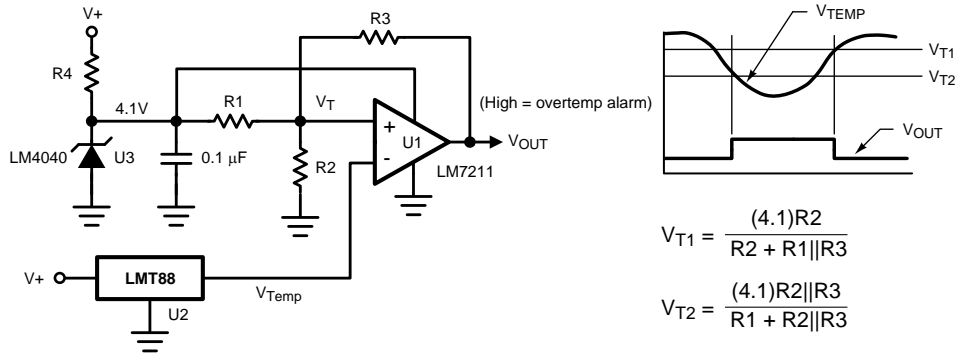 V+
R3
R4
V_TEMP
V_T1
4.1V
R1
V_T
V_T2
(High = overtemp alarm)
+
U1
V_OUT
V_OUT
LM4040
U3
0.1 μF
R2
-
LM7211
V_T1 = (4.1)R2 / R2 + R1||R3
V+
LMT88
V_Temp
U2
V_T2 = (4.1)R2||R3 / R1 + R2||R3